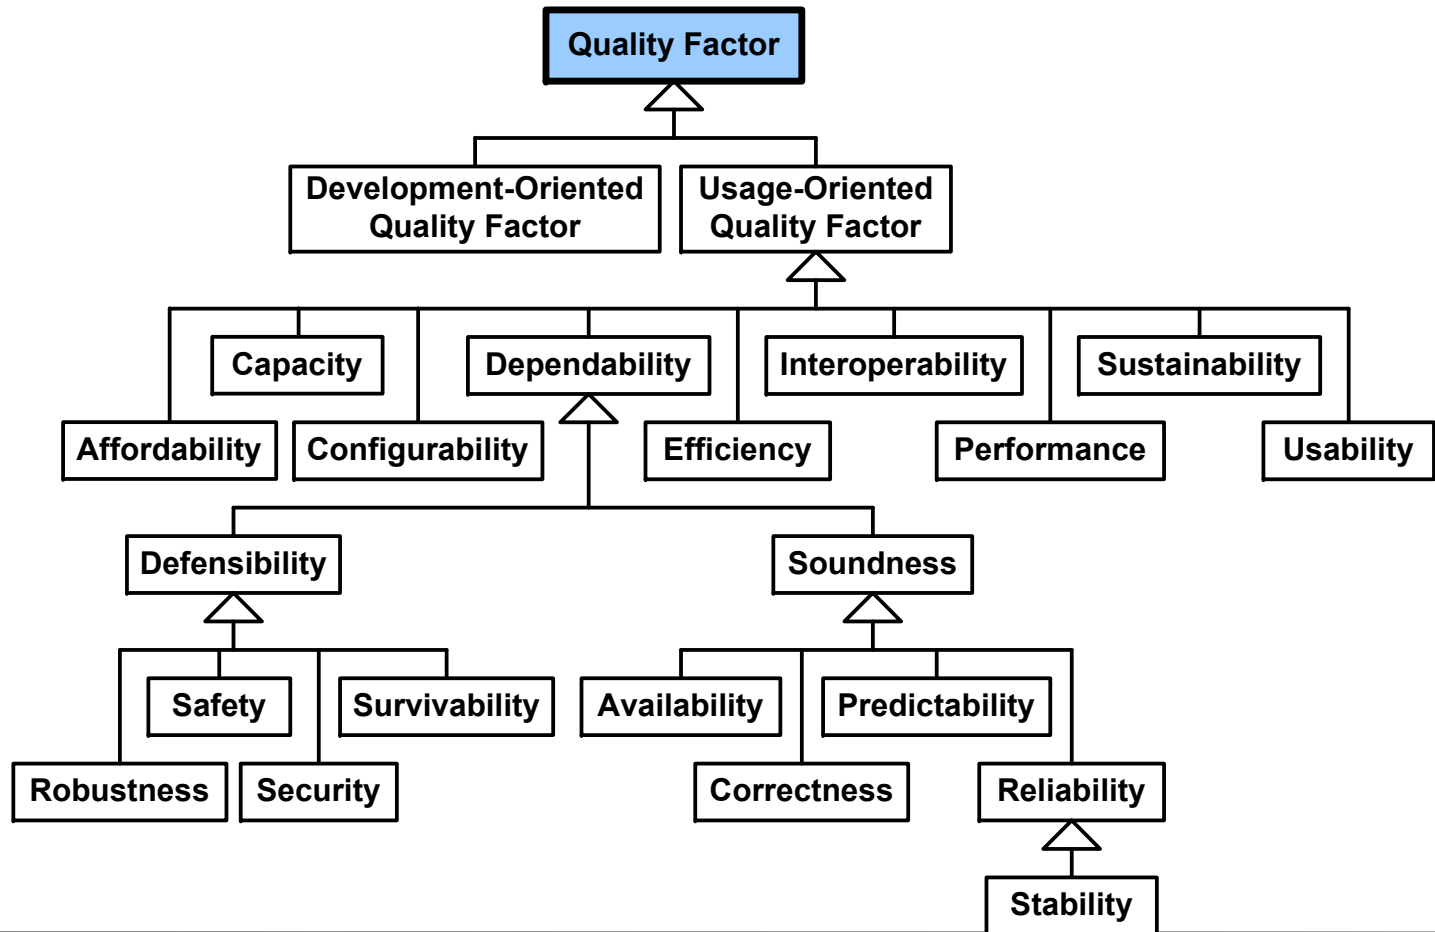 Quality Factor
Development-Oriented
Quality Factor
Usage-Oriented
Quality Factor
Capacity
Dependability
Interoperability
Sustainability
Affordability
Configurability
Efficiency
Performance
Usability
Defensibility
Soundness
Safety
Survivability
Availability
Predictability
Robustness
Security
Correctness
Reliability
Stability